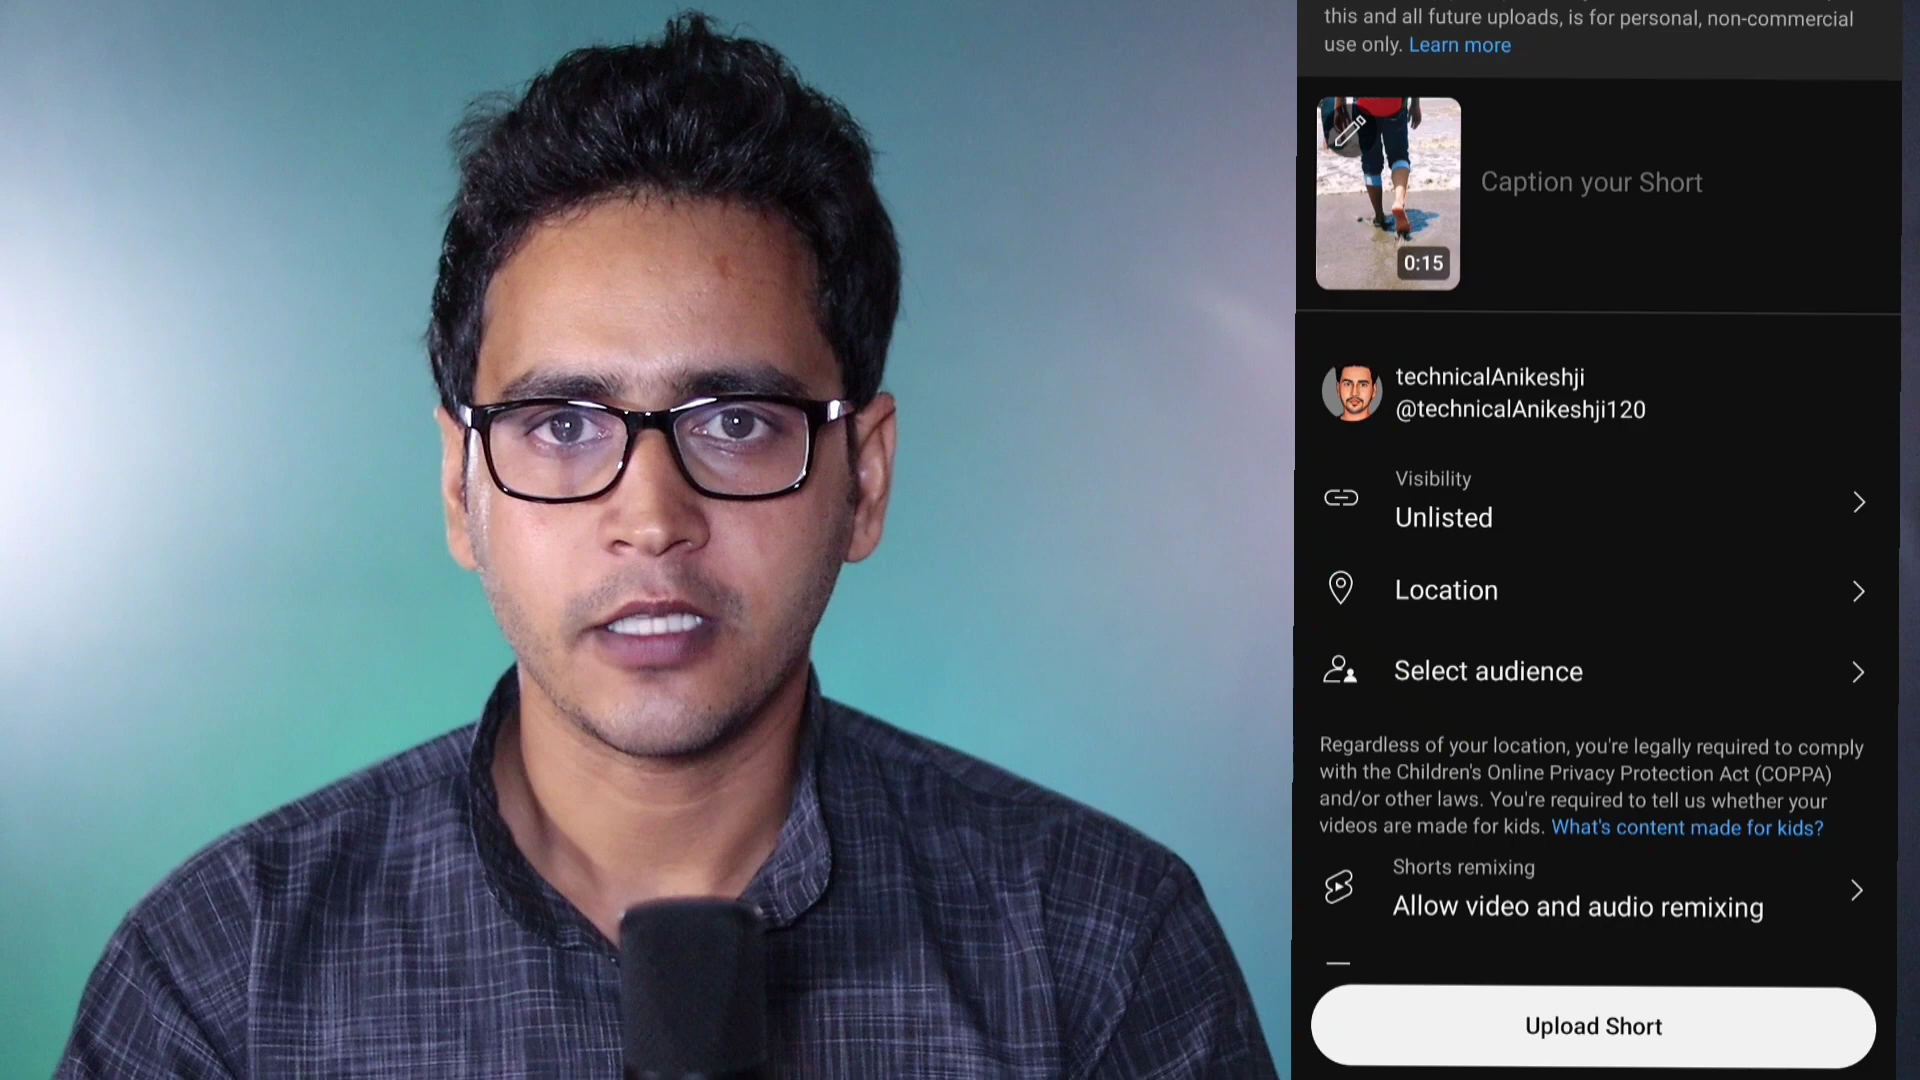 this and all future uploads, is for personal, non-commercial
use only. Learn more
Caption your Short
0:15
technicalAnikeshji
@technicalAnikeshji120
Visibility
Unlisted
Location
Select audience
Regardless of your location, you're legally required to comply
with the Children's Online Privacy Protection Act (COPPA)
and/or other laws. You're required to tell us whether your
videos are made for kids. What's content made for kids?
Shorts remixing
Allow video and audio remixing
Upload Short